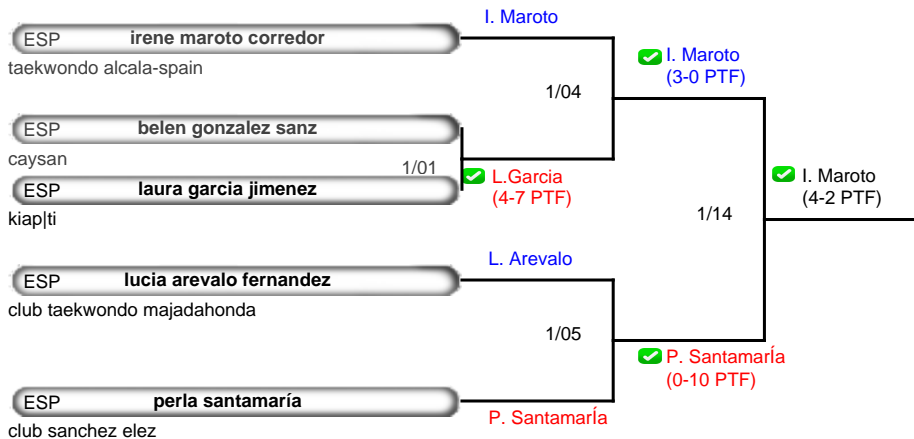 I. Maroto
ESP irene maroto corredor
taekwondo alcala-spain
I. Maroto
(3-0 PTF)
1/04
ESP belen gonzalez sanz
caysan
1/01
L.Garcia
(4-7 PTF)
ESP laura garcia jimenez
kiap|ti
I. Maroto
(4-2 PTF)
1/14
L. Arevalo
ESP lucia arevalo fernandez
club taekwondo majadahonda
1/05
P. Santamaría
(0-10 PTF)
ESP perla santamaría
P. Santamaría
club sanchez elez